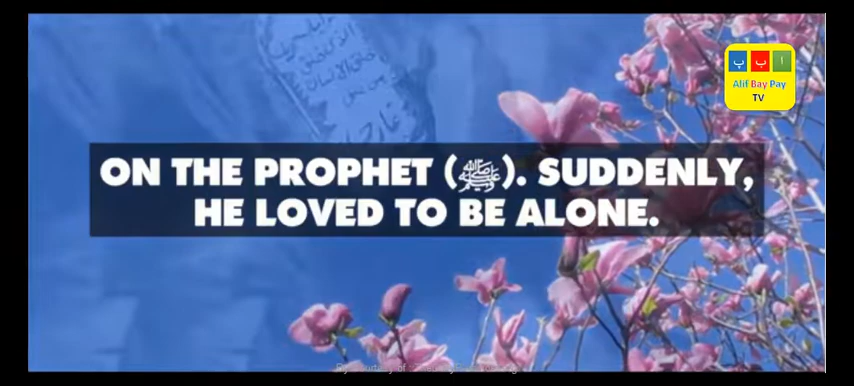 ON THE PROPHET (ﷺ). SUDDENLY,
HE LOVED TO BE ALONE.
ا ب پ
Alif Bay Pay
TV